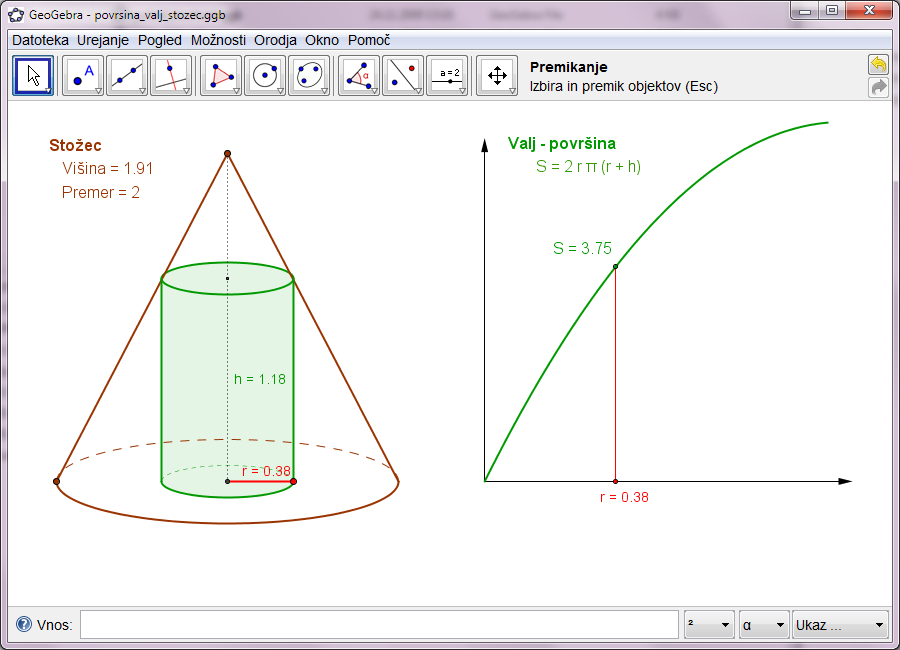 GeoGebra - povrsina_valj_stozec.ggb
Datoteka Urejanje Pogled Možnosti Orodja Okno Pomoč
A
α
a = 2
Premikanje
Izbira in premik objektov (Esc)
Stožec
Višina = 1.91
Premer = 2
h = 1.18
r = 0.38
Valj - površina
S = 2 r π (r + h)
S = 3.75
r = 0.38
Vnos:
²
α
Ukaz ...